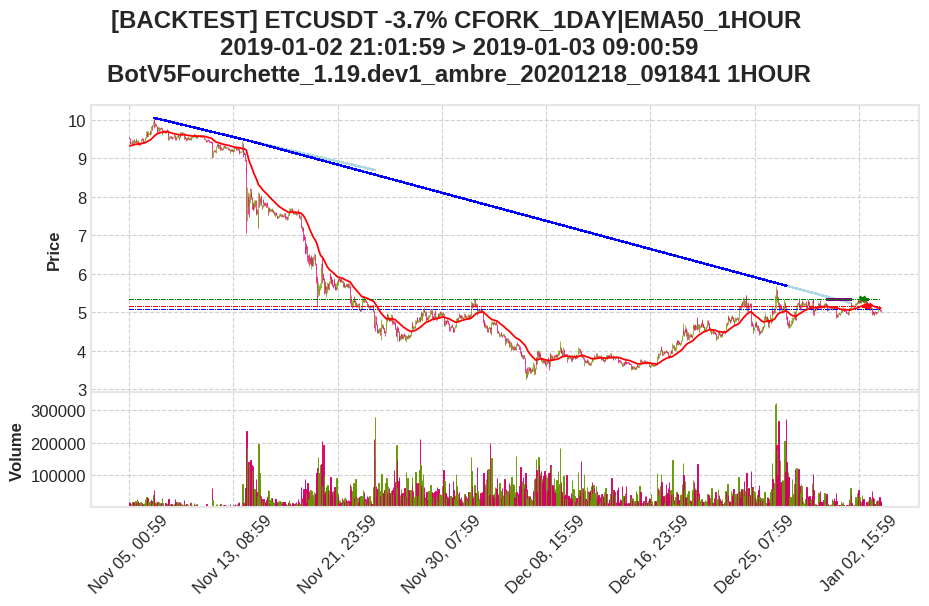 [BACKTEST] ETCUSDT -3.7% CFORK_1DAY|EMA50_1HOUR
2019-01-02 21:01:59 > 2019-01-03 09:00:59
BotV5Fourchette_1.19.dev1_ambre_20201218_091841 1HOUR
10
9
8
7
6
5
4
3
Price
300000
200000
100000
Volume
Nov 05, 00:59
Nov 13, 08:59
Nov 21, 23:59
Nov 30, 07:59
Dec 08, 15:59
Dec 16, 23:59
Dec 25, 07:59
Jan 02, 15:59